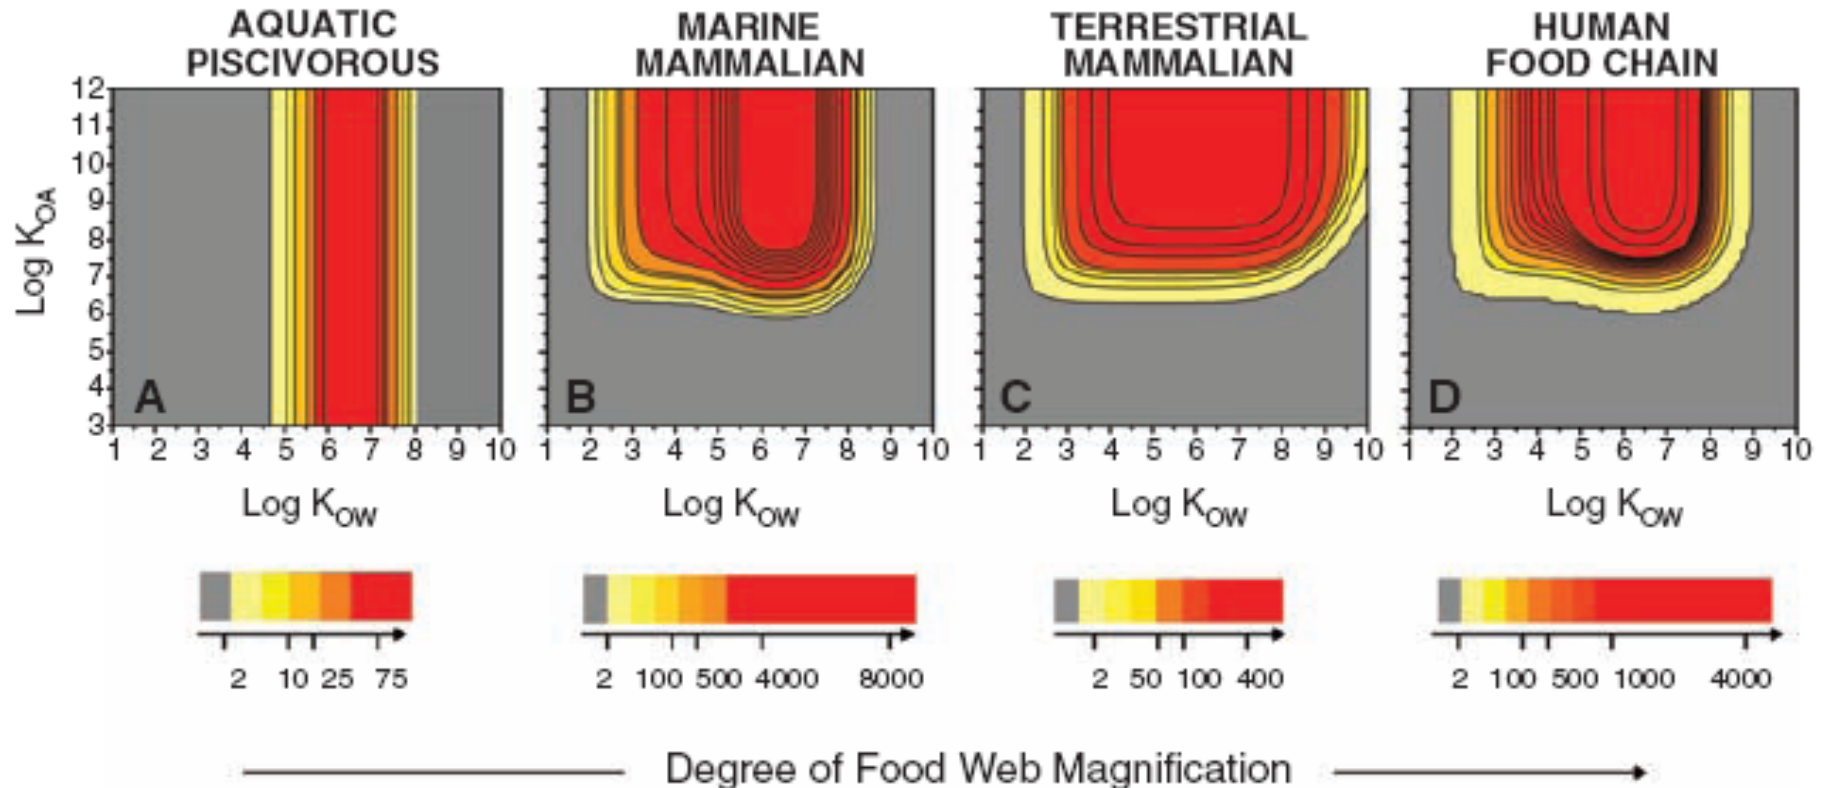 AQUATIC
PISCIVOROUS
MARINE
MAMMALIAN
TERRESTRIAL
MAMMALIAN
HUMAN
FOOD CHAIN
Log KOA
12
11
10
9
8
7
6
5
4
3
A
B
C
D
1 2 3 4 5 6 7 8 9 10
1 2 3 4 5 6 7 8 9 10
1 2 3 4 5 6 7 8 9 10
1 2 3 4 5 6 7 8 9 10
Log KOW
Log KOW
Log KOW
Log KOW
2 10 25 75
2 100 500 4000 8000
2 50 100 400
2 100 500 1000 4000
Degree of Food Web Magnification